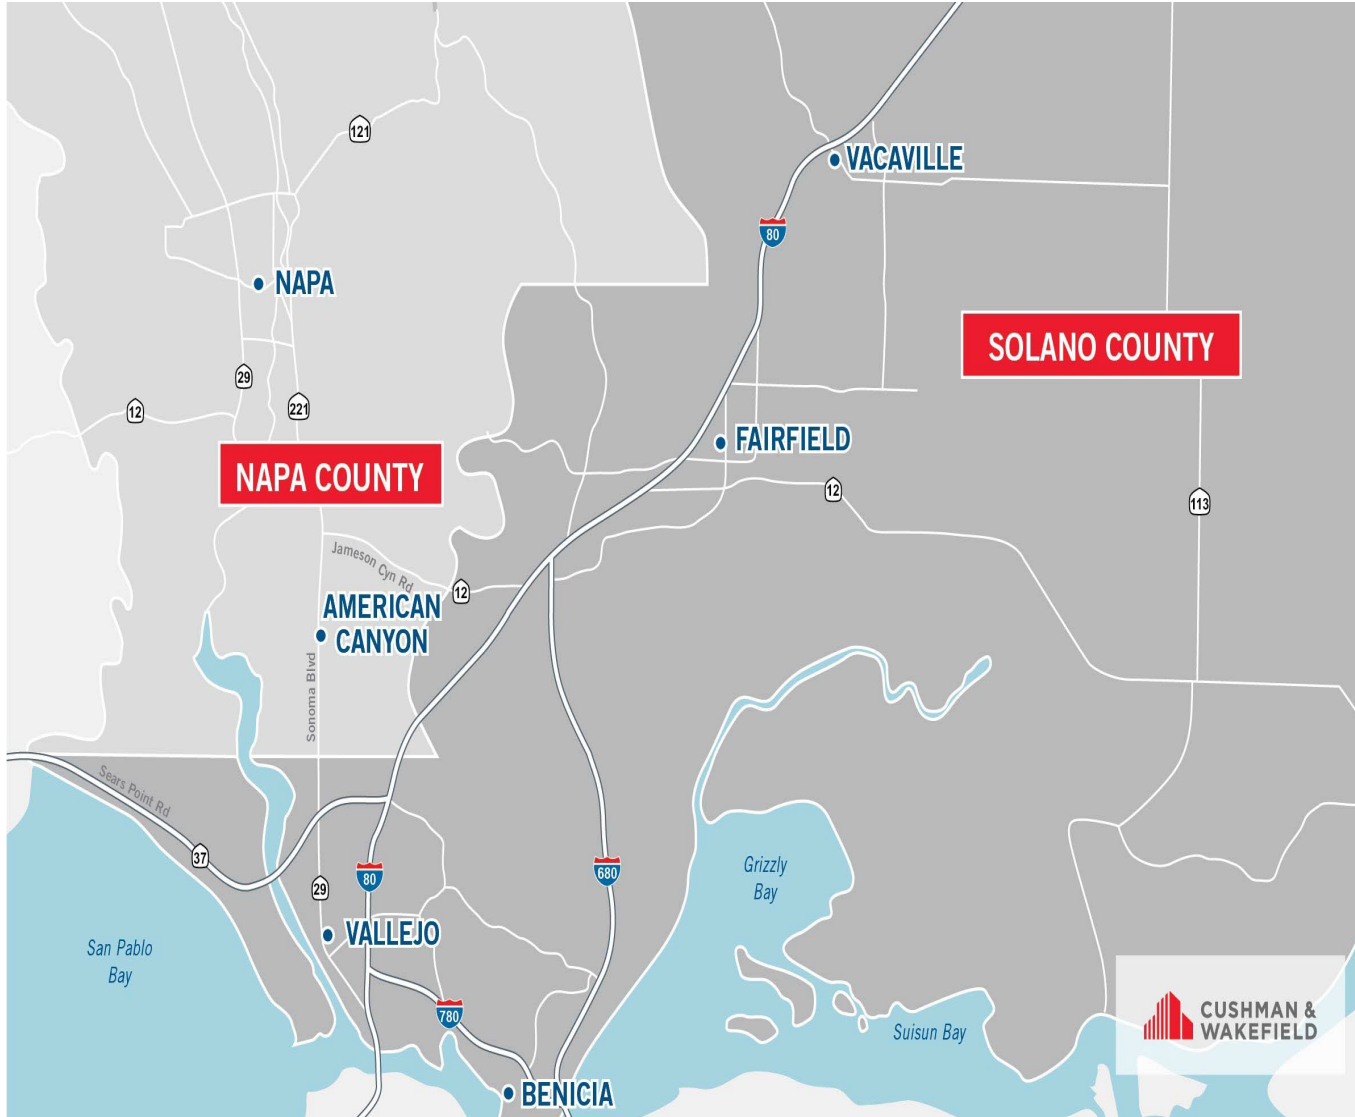 121
VACAVILLE
80
NAPA
SOLANO COUNTY
29
12
221
FAIRFIELD
NAPA COUNTY
12
113
Jameson Cyn Rd
12
AMERICAN
CANYON
Sonoma Blvd
Sears Point Rd
37
80
680
Grizzly
Bay
29
VALLEJO
San Pablo
Bay
780
Suisun Bay
CUSHMAN &
WAKEFIELD
BENICIA